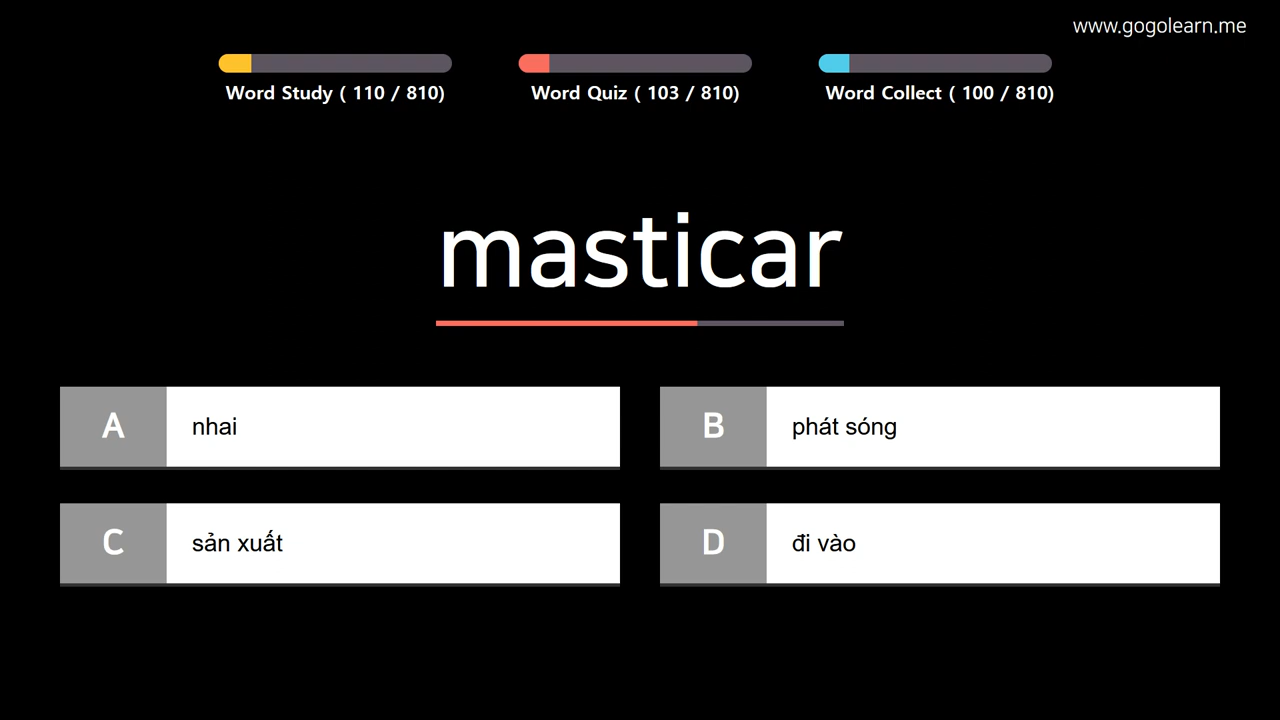 www.gogolearn.me
Word Study ( 110 / 810)
Word Quiz ( 103 / 810)
Word Collect ( 100 / 810)
masticar
A nhai
B phát sóng
C sản xuất
D đi vào